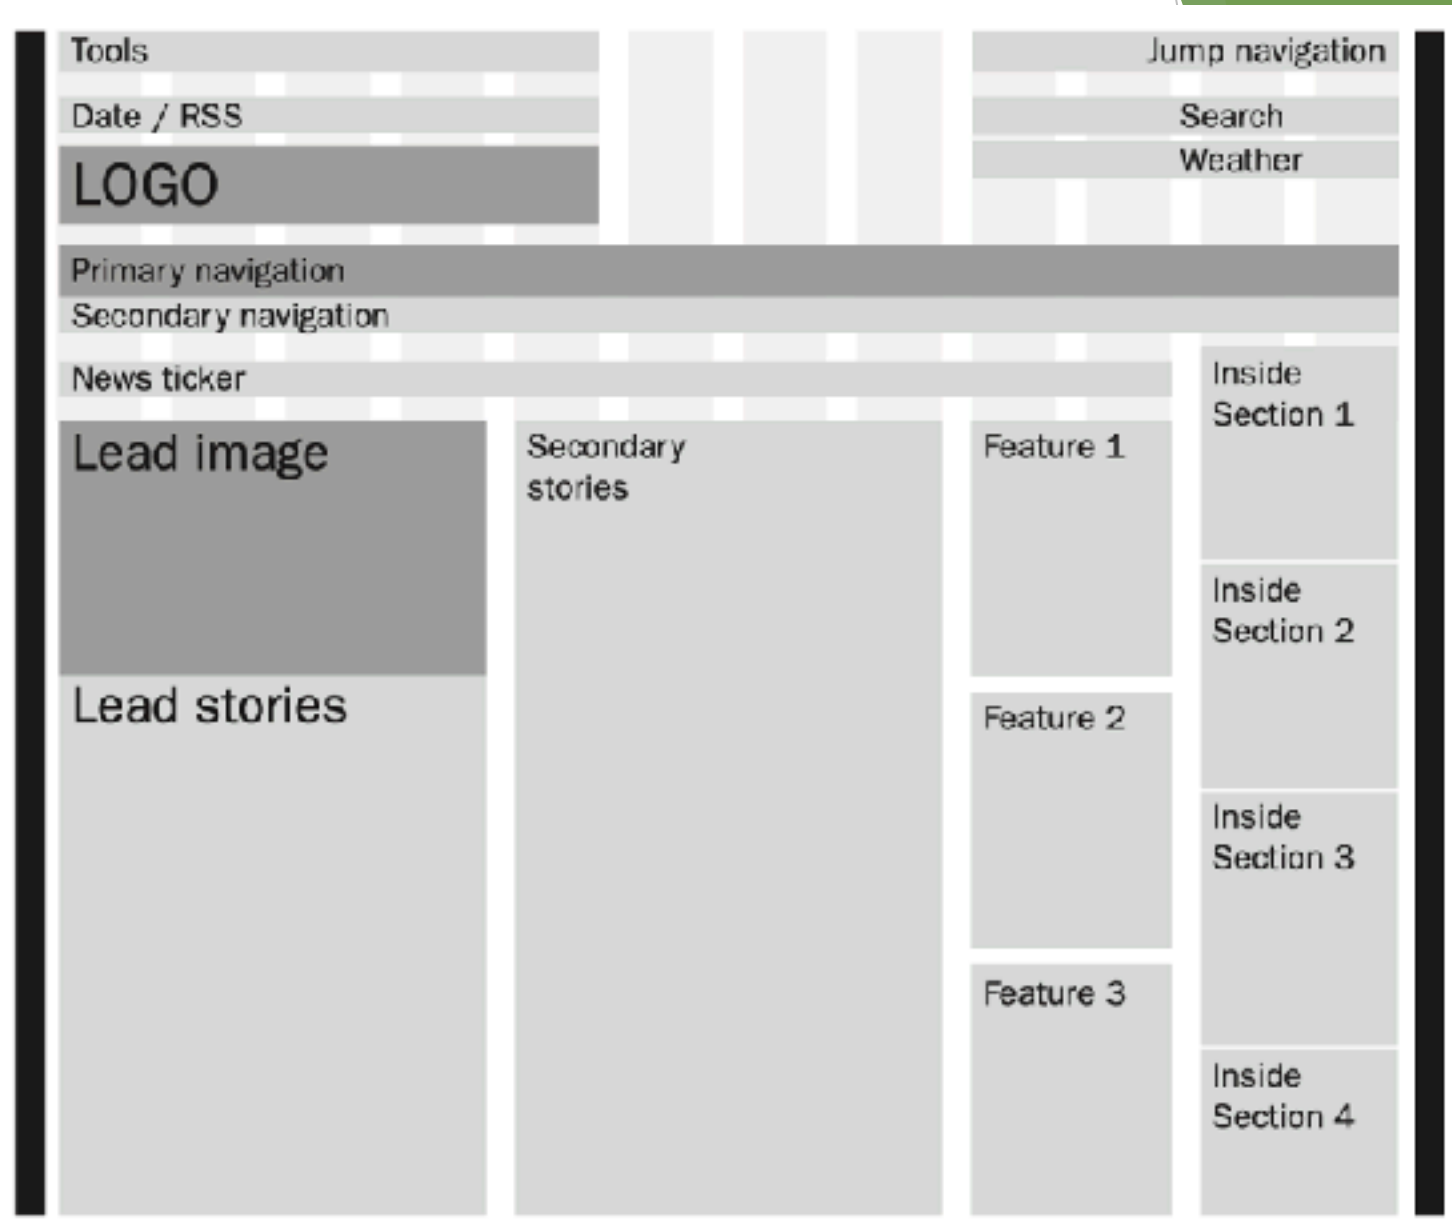 Tools
Jump navigation
Date / RSS
Search
LOGO
Weather
Primary navigation
Secondary navigation
News ticker
Lead image
Lead stories
Secondary
stories
Feature 1
Feature 2
Feature 3
Inside
Section 1
Inside
Section 2
Inside
Section 3
Inside
Section 4